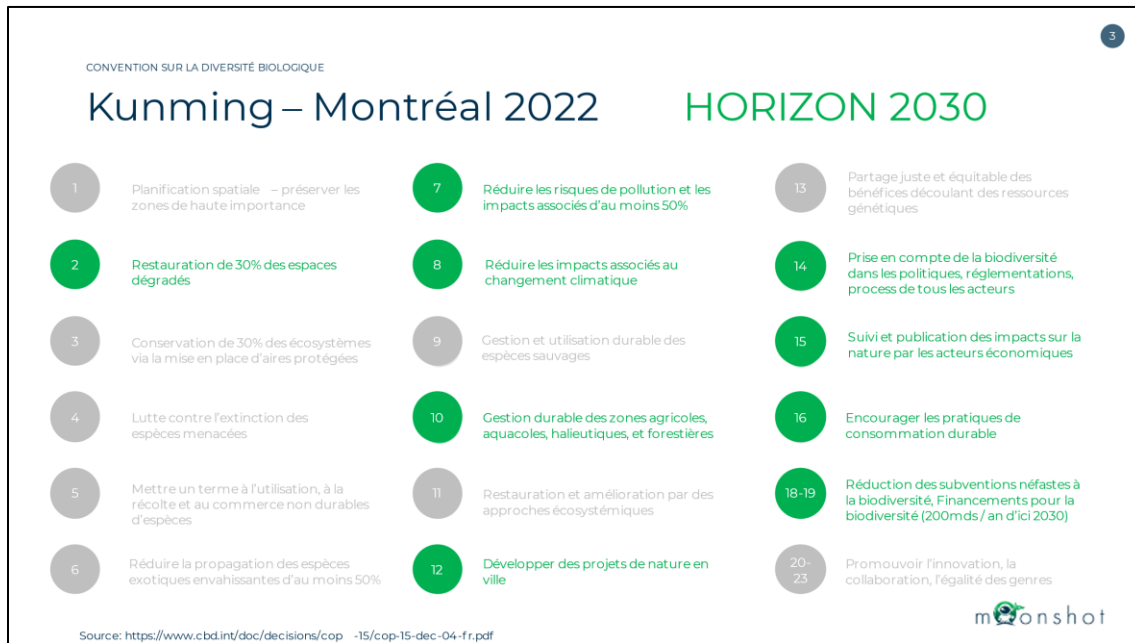 3
CONVENTION SUR LA DIVERSITÉ BIOLOGIQUE
Kunming – Montréal 2022
HORIZON 2030
1
Planification spatiale – préserver les
zones de haute importance
2
Restauration de 30% des espaces
dégradés
3
Conservation de 30% des écosystèmes
via la mise en place d'aires protégées
4
Lutte contre l'extinction des
espèces menacées
5
Mettre un terme à l'utilisation, à la
récolte et au commerce non durables
d'espèces
6
Réduire la propagation des espèces
exotiques envahissantes d'au moins 50%
7
Réduire les risques de pollution et les
impacts associés d'au moins 50%
8
Réduire les impacts associés au
changement climatique
9
Gestion et utilisation durable des
espèces sauvages
10
Gestion durable des zones agricoles,
aquacoles, halieutiques, et forestières
11
Restauration et amélioration par des
approches écosystémiques
12
Développer des projets de nature en
ville
13
Partage juste et équitable des
bénéfices découlant des ressources
génétiques
14
Prise en compte de la biodiversité
dans les politiques, réglementations,
process de tous les acteurs
15
Suivi et publication des impacts sur la
nature par les acteurs économiques
16
Encourager les pratiques de
consommation durable
18-19
Réduction des subventions néfastes à
la biodiversité, Financements pour la
biodiversité (200mds / an d'ici 2030)
20-
23
Promouvoir l'innovation, la
collaboration, l'égalité des genres
moonshot
Source: https://www.cbd.int/doc/decisions/cop -15/cop-15-dec-04-fr.pdf